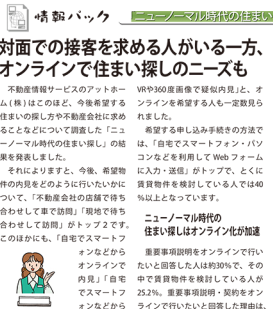 情報パック
ニューノーマル時代の住まい
対面での接客を求める人がいる一方、
オンラインで住まい探しのニーズも
不動産情報サービスのアットホー
ム(株)はこのほど、今後希望する
住まいの探し方や不動産会社に求め
ることなどについて調査した「ニュ
ーノーマル時代の住まい探し」の結
果を発表しました。
それによりますと、今後、希望物
件の内見をどのように行いたいかに
ついて、「不動産会社の店舗で待ち
合わせして車で訪問」「現地で待ち
合わせして訪問」がトップ2です。
このほかにも、「自宅でスマートフ
ォンなどから
オンラインで
内見」「自宅
でスマートフ
ォンなどから
VRや360度画像で疑似内見」と、オ
ンラインを希望する人も一定数見ら
れました。
希望する申し込み手続きの方法で
は、「自宅でスマートフォン・パソ
コンなどを利用して Web フォーム
に入力・送信」がトップで、とくに
賃貸物件を検討している人では40
%以上となっています。
ニューノーマル時代の
住まい探しはオンライン化が加速
重要事項説明をオンラインで行い
たいと回答した人は約30%で、その
中で賃貸物件を検討している人が
25.2%。重要事項説明・契約をオン
ラインで行いたいと回答した理由は、